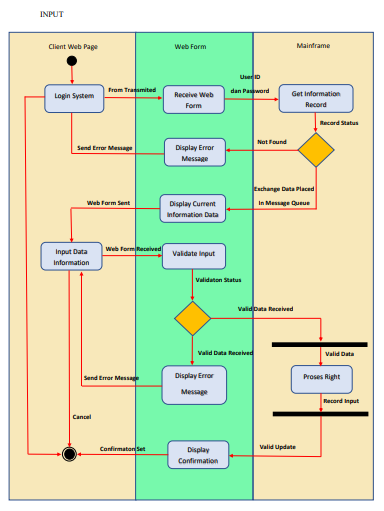 INPUT
Client Web Page
Web Form
Mainframe
Login System
From Transmited
Receive Web
Form
User ID
dan Password
Get Information
Record
Record Status
Send Error Message
Display Error
Message
Not Found
Exchange Data Placed
In Message Queue
Web Form Sent
Display Current
Information Data
Input Data
Information
Web Form Received
Validate Input
Validaton Status
Valid Data Received
Valid Data Received
Valid Data
Send Error Message
Display Error
Message
Proses Right
Record Input
Cancel
Confirmaton Set
Display
Confirmation
Valid Update